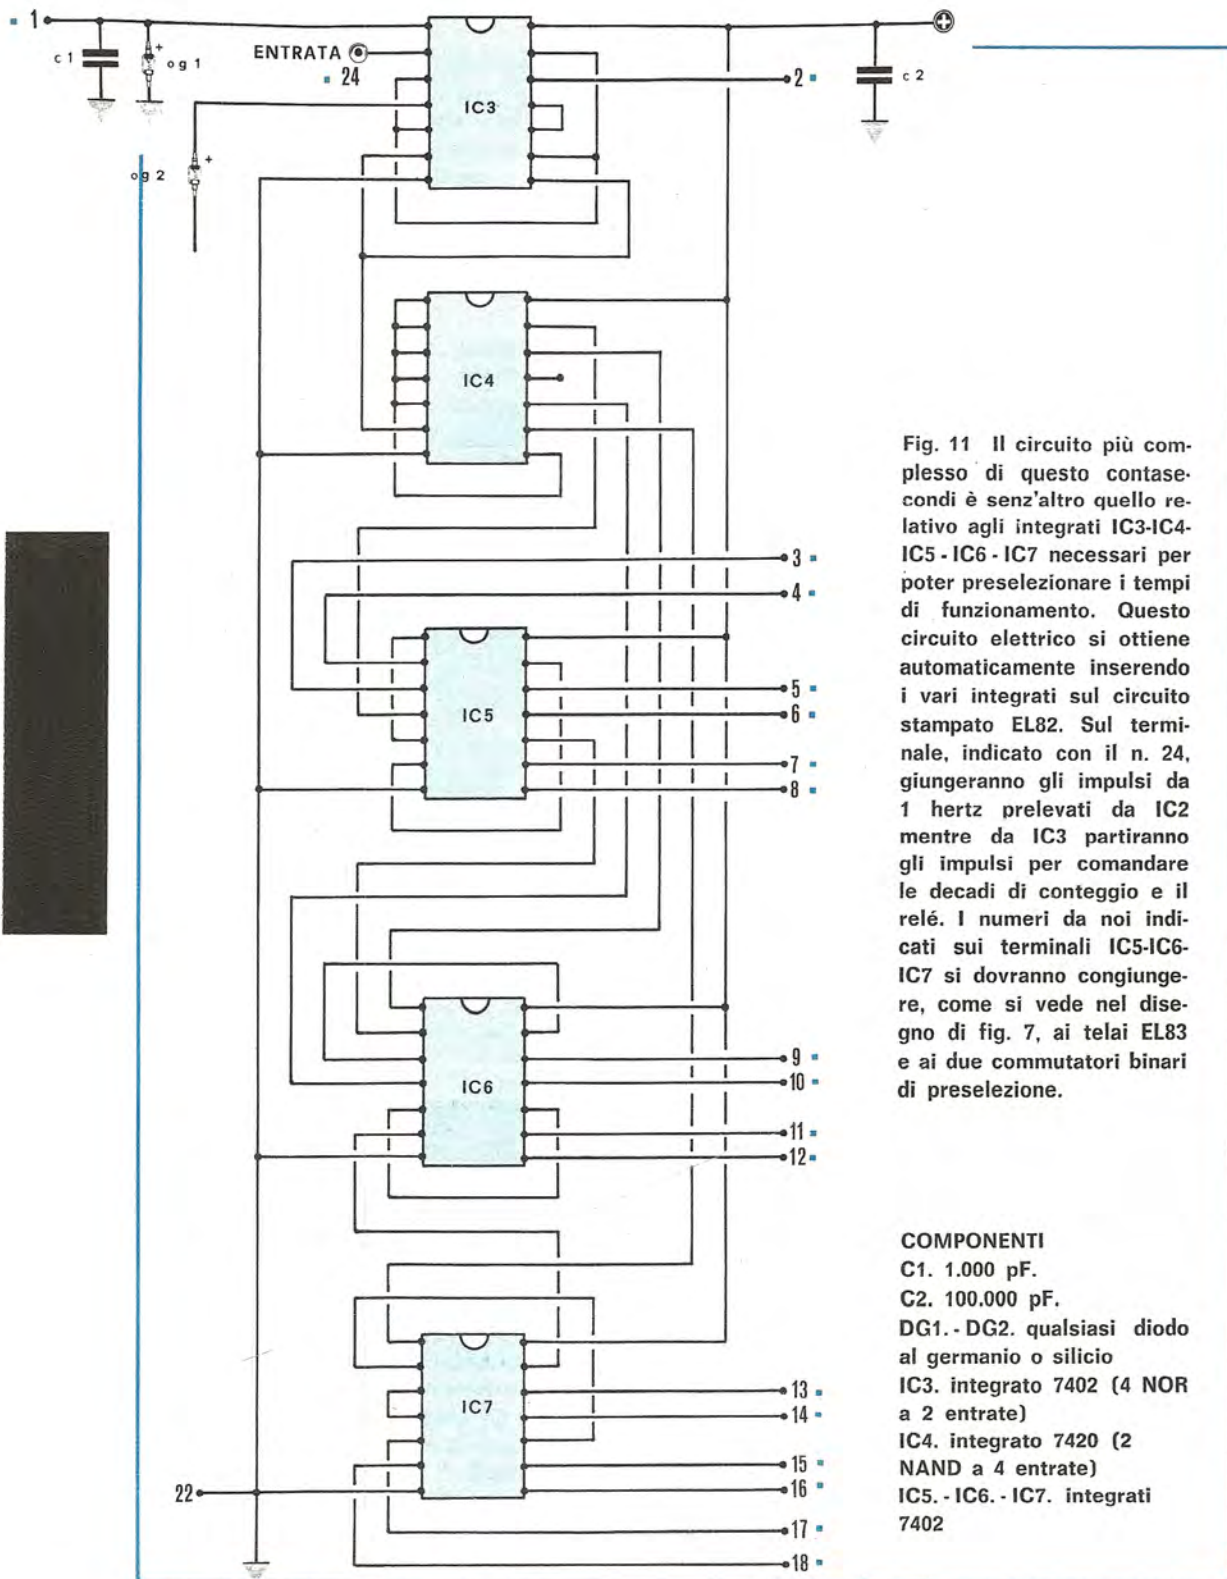 1
c 1
+
og 1
ENTRATA
24
IC3
2
c 2
+
og 2
IC4
3
4
IC5
5
6
7
8
IC6
9
10
11
12
IC7
13
14
15
16
22
17
18
Fig. 11 Il circuito più com-
plesso di questo contase-
condi è senz'altro quello re-
lativo agli integrati IC3-IC4-
IC5 - IC6 - IC7 necessari per
poter preselezionare i tempi
di funzionamento. Questo
circuito elettrico si ottiene
automaticamente inserendo
i vari integrati sul circuito
stampato EL82. Sul termi-
nale, indicato con il n. 24,
giungeranno gli impulsi da
1 hertz prelevati da IC2
mentre da IC3 partiranno
gli impulsi per comandare
le decadi di conteggio e il
relé. I numeri da noi indi-
cati sui terminali IC5-IC6-
IC7 si dovranno congiunge-
re, come si vede nel dise-
gno di fig. 7, ai telai EL83
e ai due commutatori binari
di preselezione.
COMPONENTI
C1. 1.000 pF.
C2. 100.000 pF.
DG1. - DG2. qualsiasi diodo
al germanio o silicio
IC3. integrato 7402 (4 NOR
a 2 entrate)
IC4. integrato 7420 (2
NAND a 4 entrate)
IC5. - IC6. - IC7. integrati
7402